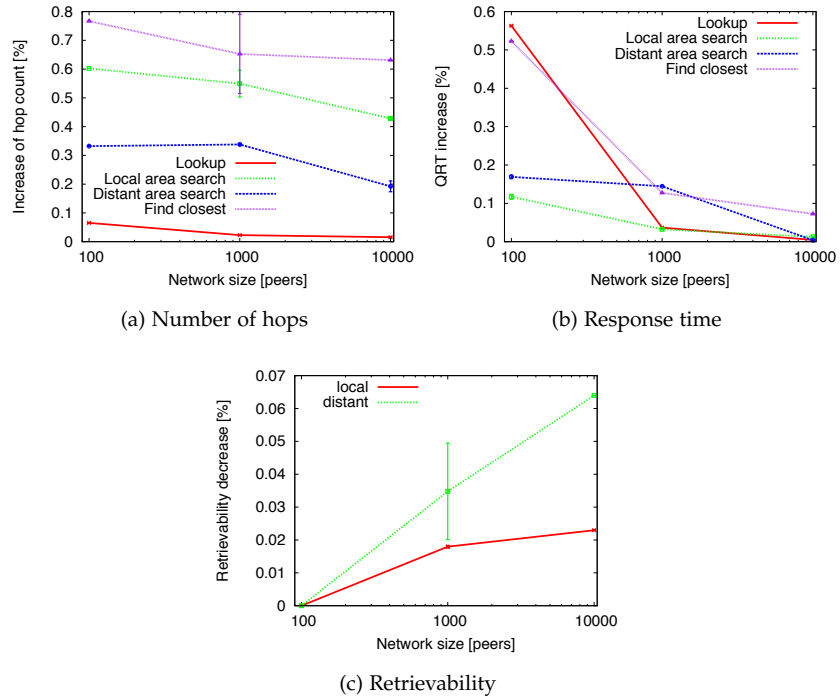 Increase of hop count [%]
0.8
0.7
0.6
0.5
0.4
0.3
0.2
0.1
0
Lookup
Local area search
Distant area search
Find closest
100
1000
10000
Network size [peers]
(a) Number of hops
QRT increase [%]
0.6
0.5
0.4
0.3
0.2
0.1
0
Lookup
Local area search
Distant area search
Find closest
100
1000
10000
Network size [peers]
(b) Response time
Retrievability decrease [%]
0.07
0.06
0.05
0.04
0.03
0.02
0.01
0
local
distant
100
1000
10000
Network size [peers]
(c) Retrievability